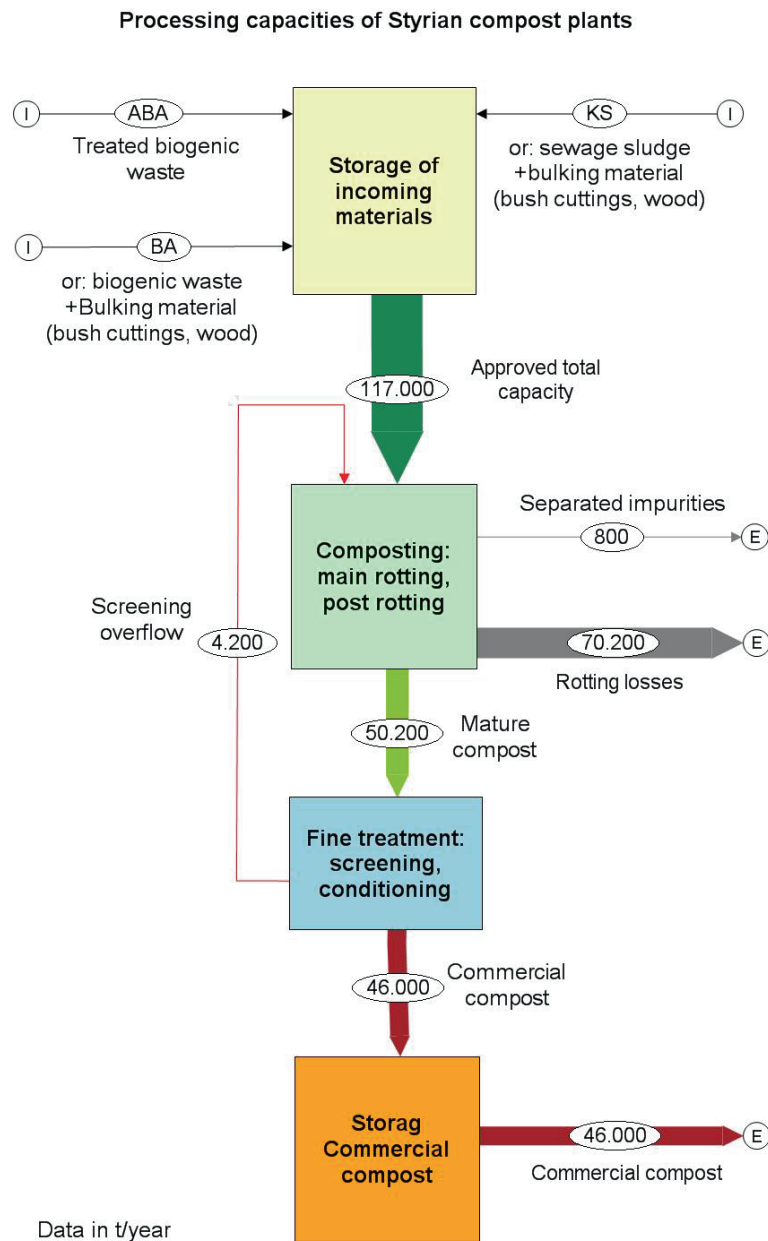 Processing capacities of Styrian compost plants
I
ABA
Treated biogenic
waste
KS
I
or: sewage sludge
+bulking material
(bush cuttings, wood)
Storage of
incoming
materials
I
BA
or: biogenic waste
+Bulking material
(bush cuttings, wood)
117.000
Approved total
capacity
Composting:
main rotting,
post rotting
Separated impurities
800
E
Screening
overflow
4.200
70.200
E
Rotting losses
50.200
Mature
compost
Fine treatment:
screening,
conditioning
46.000
Commercial
compost
Storag
Commercial
compost
46.000
E
Commercial compost
Data in t/year